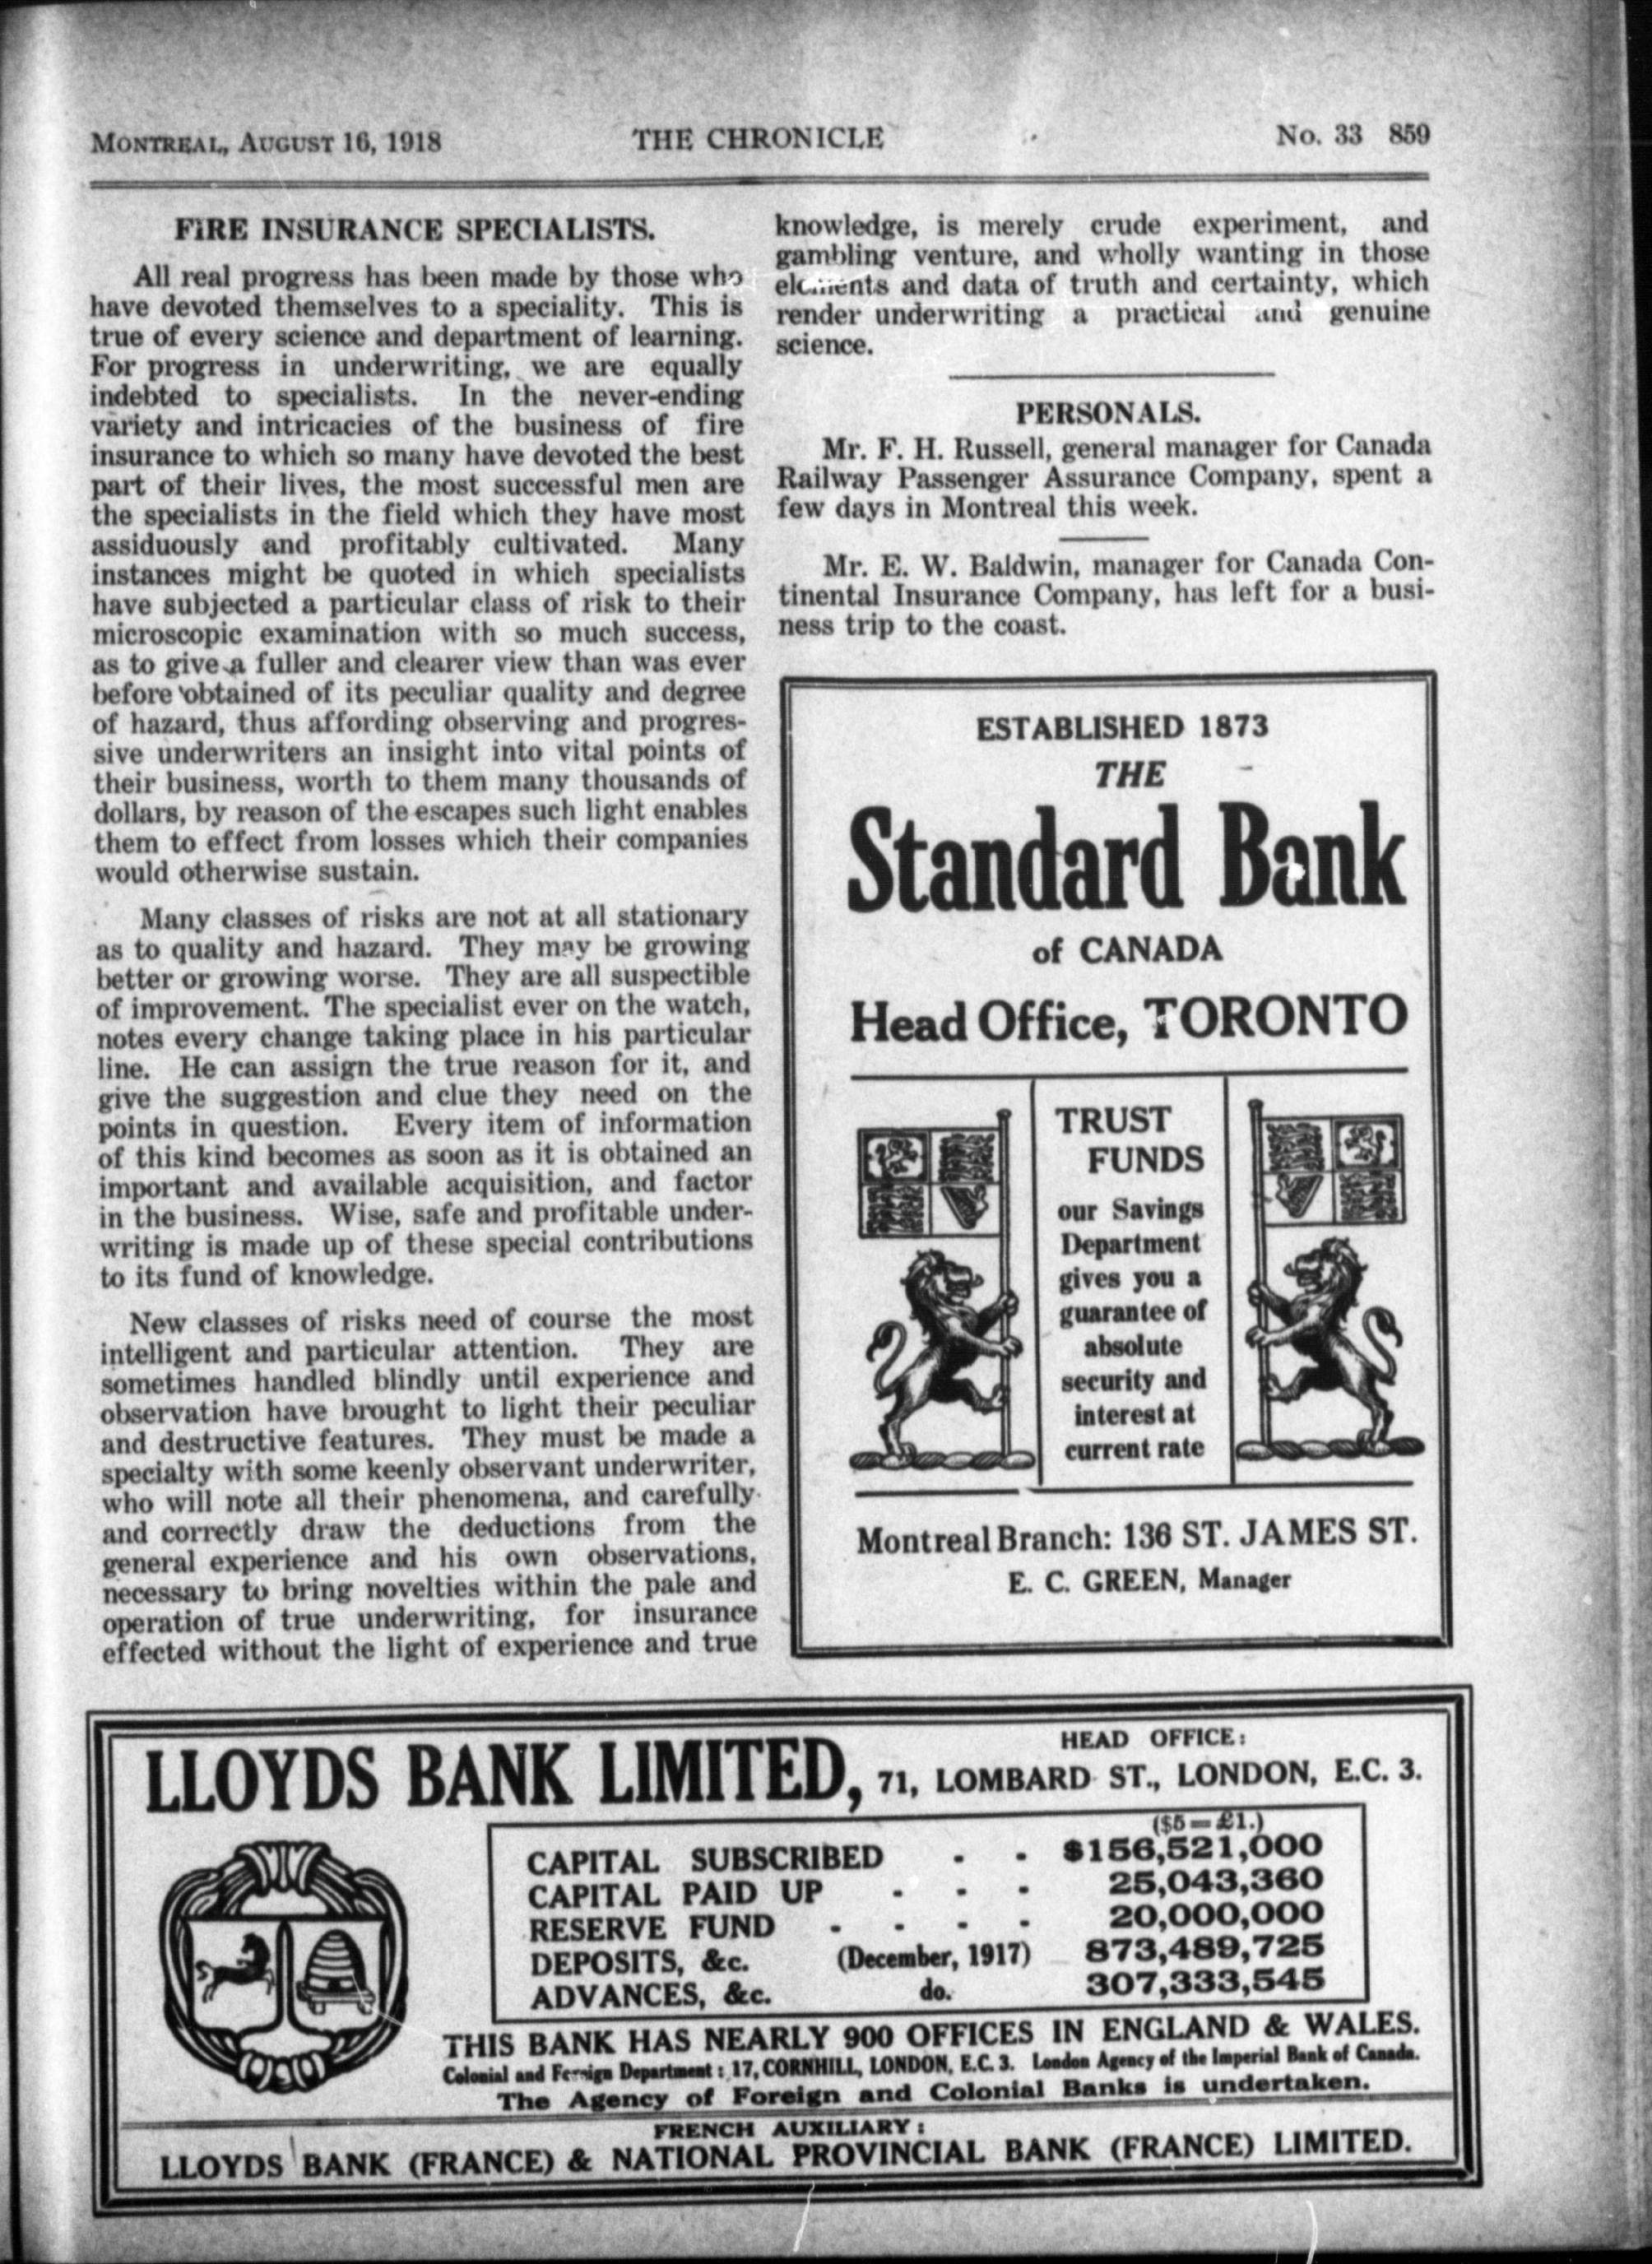 MONTREAL, AUGUST 16, 1918 THE CHRONICLE No. 33 859
FIRE INSURANCE SPECIALISTS.
All real progress has been made by those who
have devoted themselves to a speciality. This is
true of every science and department of learning.
For progress in underwriting, we are equally
indebted to specialists. In the never-ending
variety and intricacies of the business of fire
insurance to which so many have devoted the best
part of their lives, the most successful men are
the specialists in the field which they have most
assiduously and profitably cultivated. Many
instances might be quoted in which specialists
have subjected a particular class of risk to their
microscopic examination with so much success,
as to give a fuller and clearer view than was ever
before obtained of its peculiar quality and degree
of hazard, thus affording observing and progres-
sive underwriters an insight into vital points of
their business, worth to them many thousands of
dollars, by reason of the escapes such light enables
them to effect from losses which their companies
would otherwise sustain.
Many classes of risks are not at all stationary
as to quality and hazard. They may be growing
better or growing worse. They are all suspectible
of improvement. The specialist ever on the watch,
notes every change taking place in his particular
line. He can assign the true reason for it, and
give the suggestion and clue they need on the
points in question. Every item of information
of this kind becomes as soon as it is obtained an
important and available acquisition, and factor
in the business. Wise, safe and profitable under-
writing is made up of these special contributions
to its fund of knowledge.
New classes of risks need of course the most
intelligent and particular attention. They are
sometimes handled blindly until experience and
observation have brought to light their peculiar
and destructive features. They must be made a
specialty with some keenly observant underwriter,
who will note all their phenomena, and carefully
and correctly draw the deductions from the
general experience and his own observations,
necessary to bring novelties within the pale and
operation of true underwriting, for insurance
effected without the light of experience and true
knowledge, is merely crude experiment, and
gambling venture, and wholly wanting in those
elements and data of truth and certainty, which
render underwriting a practical and genuine
science.
PERSONALS.
Mr. F. H. Russell, general manager for Canada
Railway Passenger Assurance Company, spent a
few days in Montreal this week.
Mr. E. W. Baldwin, manager for Canada Con-
tinental Insurance Company, has left for a busi-
ness trip to the coast.
ESTABLISHED 1873
THE
Standard Bank
of CANADA
Head Office, TORONTO
TRUST
FUNDS
our Savings
Department
gives you a
guarantee of
absolute
security and
interest at
current rate
Montreal Branch: 136 ST. JAMES ST.
E. C. GREEN, Manager
HEAD OFFICE:
LLOYDS BANK LIMITED, 71, LOMBARD ST., LONDON, E.C. 3.
($5 = £1.)
CAPITAL SUBSCRIBED - - $156,521,000
CAPITAL PAID UP - - - 25,043,360
RESERVE FUND - - - - 20,000,000
DEPOSITS, &c. (December, 1917) 873,489,725
ADVANCES, &c. do. 307,333,545
THIS BANK HAS NEARLY 900 OFFICES IN ENGLAND & WALES.
Colonial and Foreign Department: 17, CORNHILL, LONDON, E.C. 3. London Agency of the Imperial Bank of Canada.
The Agency of Foreign and Colonial Banks is undertaken.
FRENCH AUXILIARY:
LLOYDS BANK (FRANCE) & NATIONAL PROVINCIAL BANK (FRANCE) LIMITED.